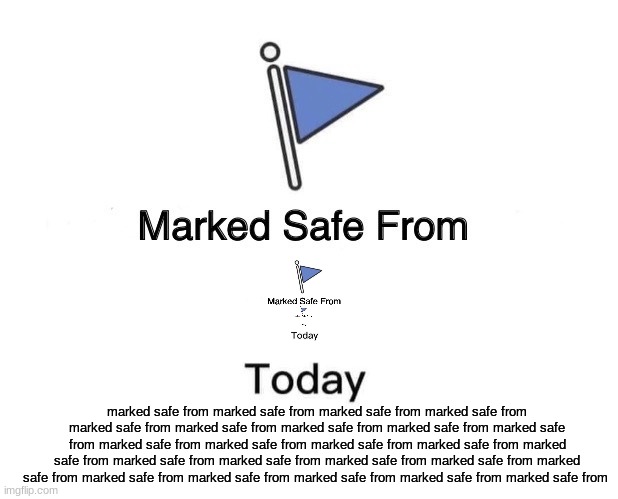 Marked Safe From
Marked Safe From
Today
Today
marked safe from marked safe from marked safe from marked safe from
marked safe from marked safe from marked safe from marked safe from marked safe
from marked safe from marked safe from marked safe from marked safe from marked
safe from marked safe from marked safe from marked safe from marked safe from marked
safe from marked safe from marked safe from marked safe from marked safe from marked safe from
imgflip.com